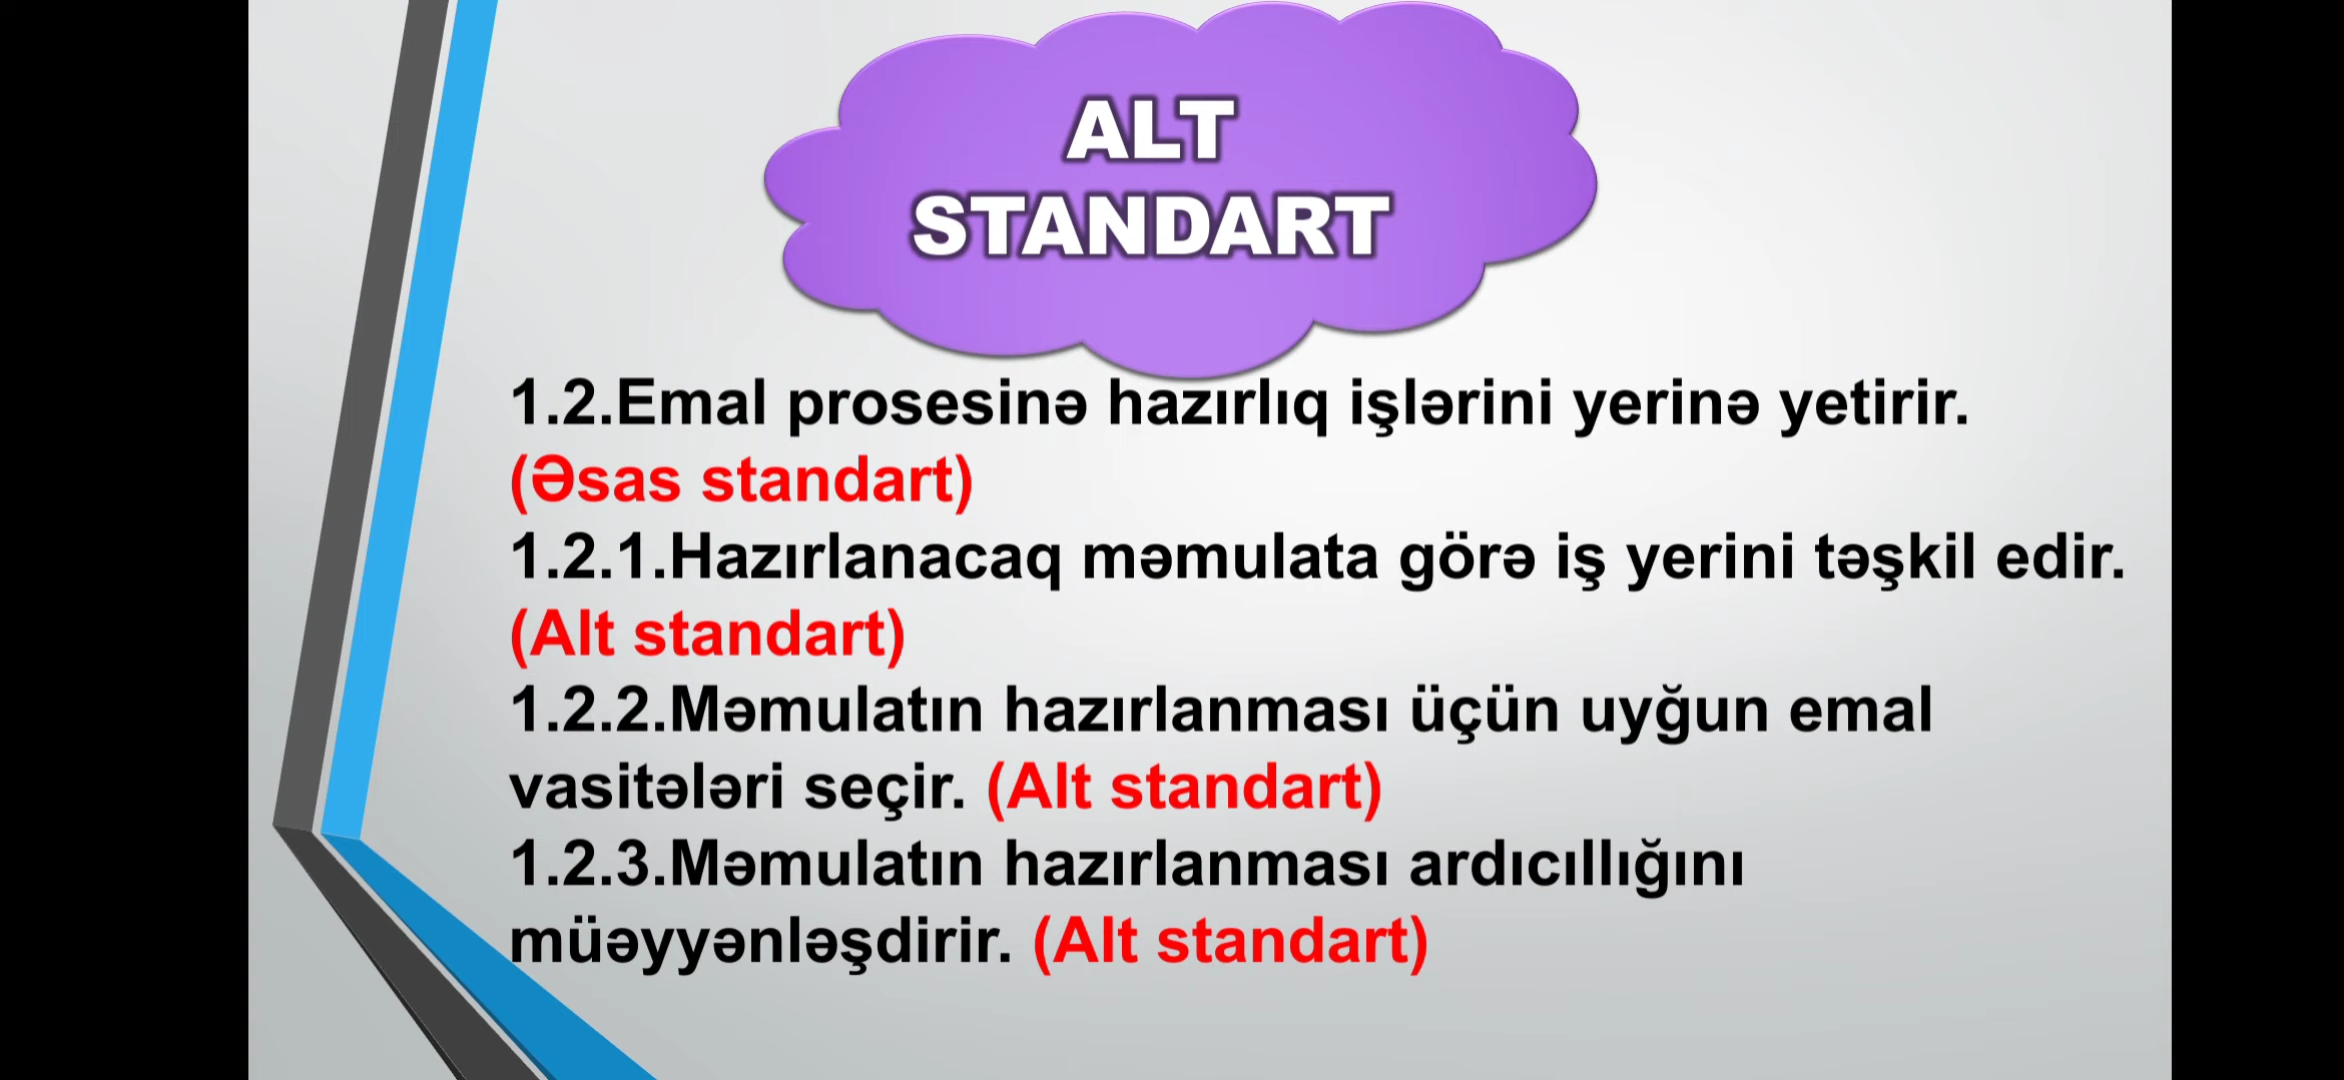 ALT
STANDART
1.2.Emal prosesinə hazırlıq işlərini yerinə yetirir.
(Əsas standart)
1.2.1.Hazırlanacaq məmulata görə iş yerini təşkil edir.
(Alt standart)
1.2.2.Məmulatın hazırlanması üçün uyğun emal
vasitələri seçir. (Alt standart)
1.2.3.Məmulatın hazırlanması ardıcıllığını
müəyyənləşdirir. (Alt standart)